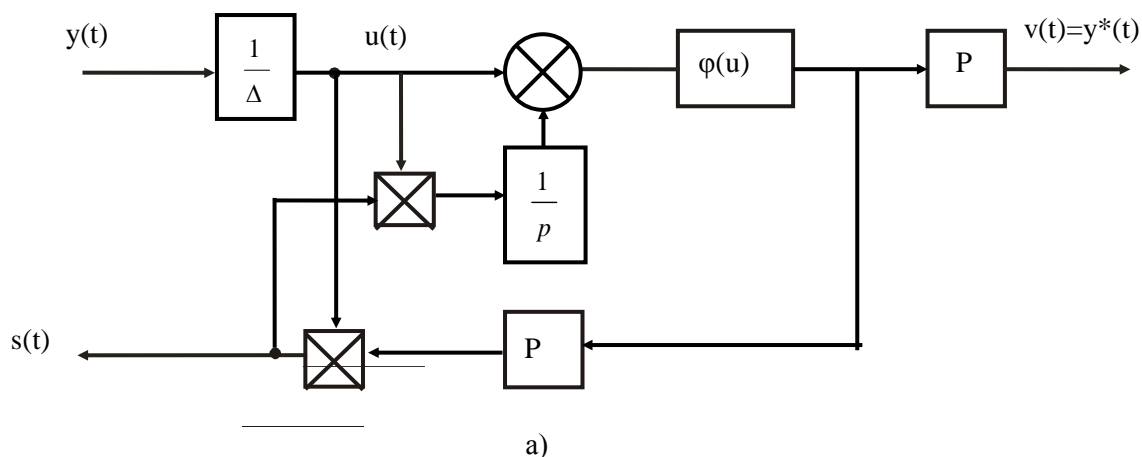 y(t)
1
Δ
u(t)
φ(u)
P
v(t)=y*(t)
1
p
s(t)
P
a)